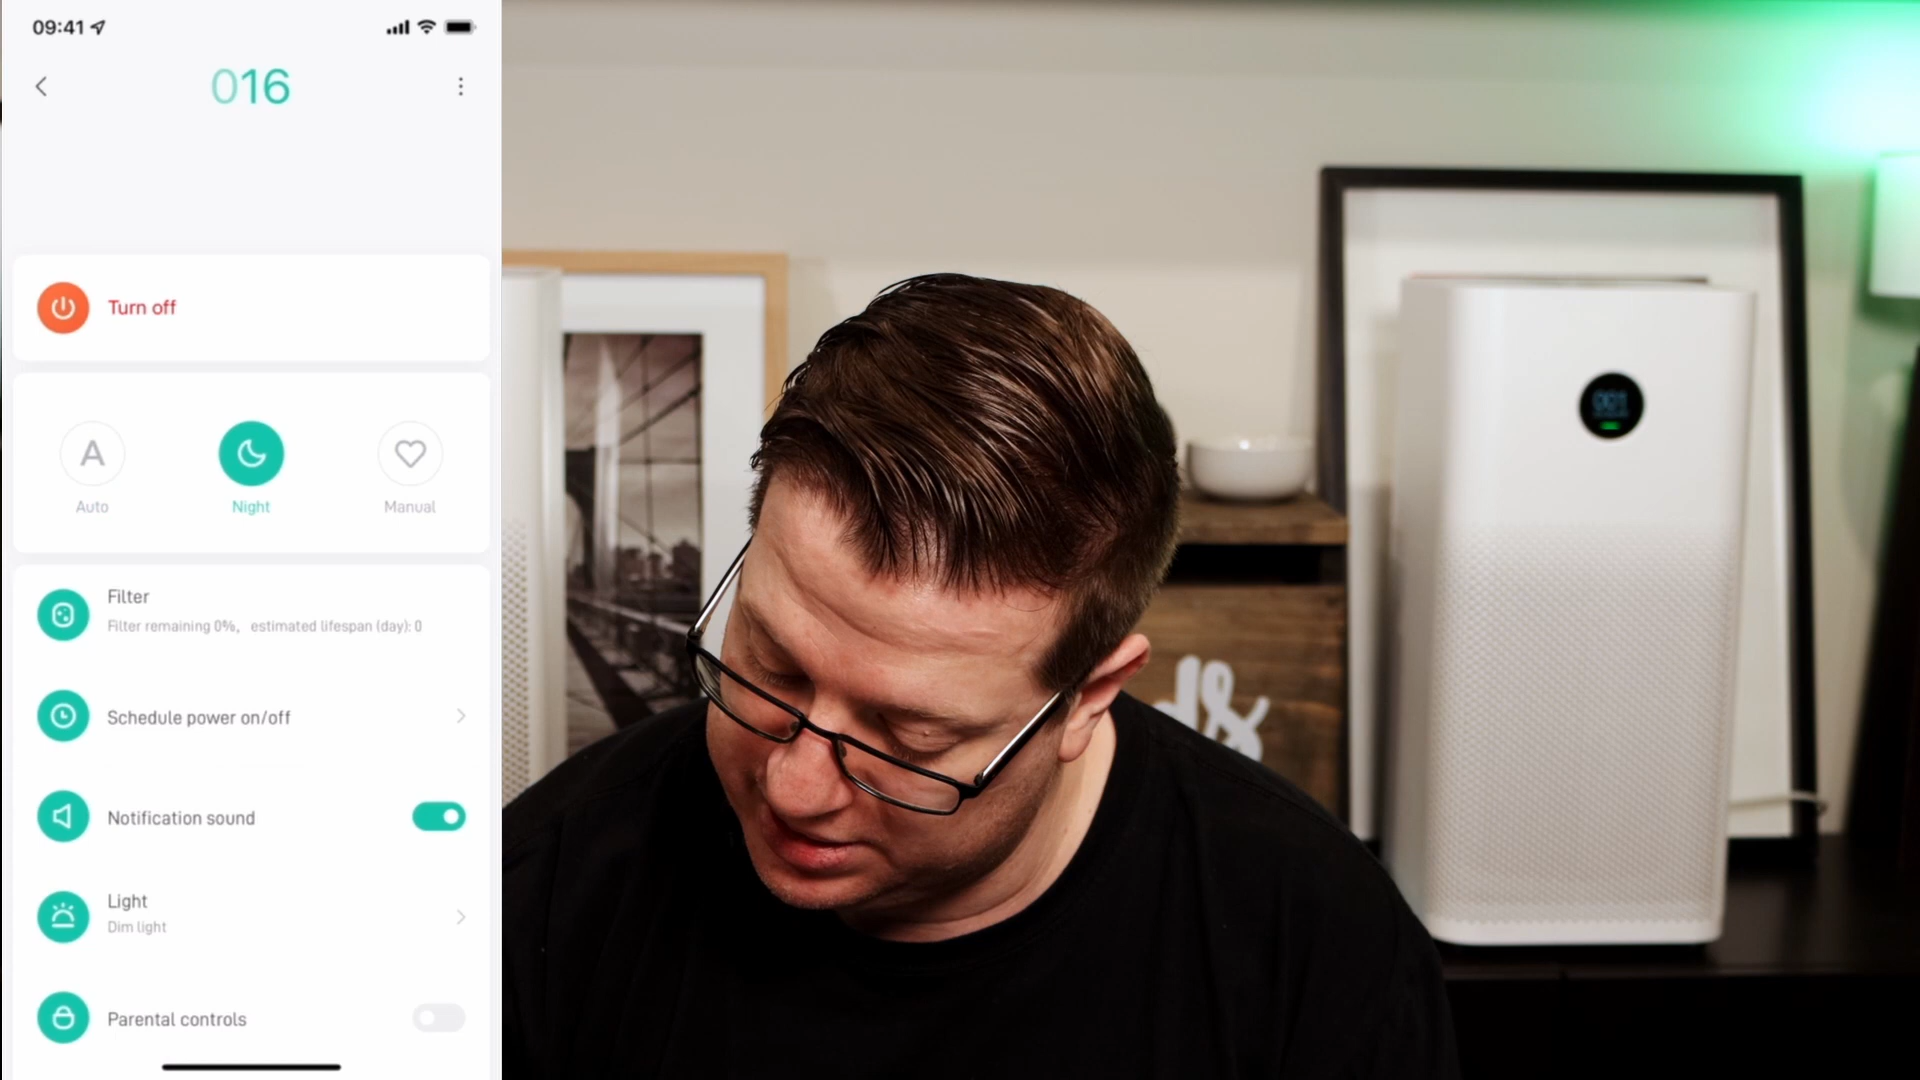 09:41
016
Turn off
A
Auto
Night
Manual
Filter
Filter remaining 0%, estimated lifespan (day): 0
Schedule power on/off
Notification sound
Light
Dim light
Parental controls
001